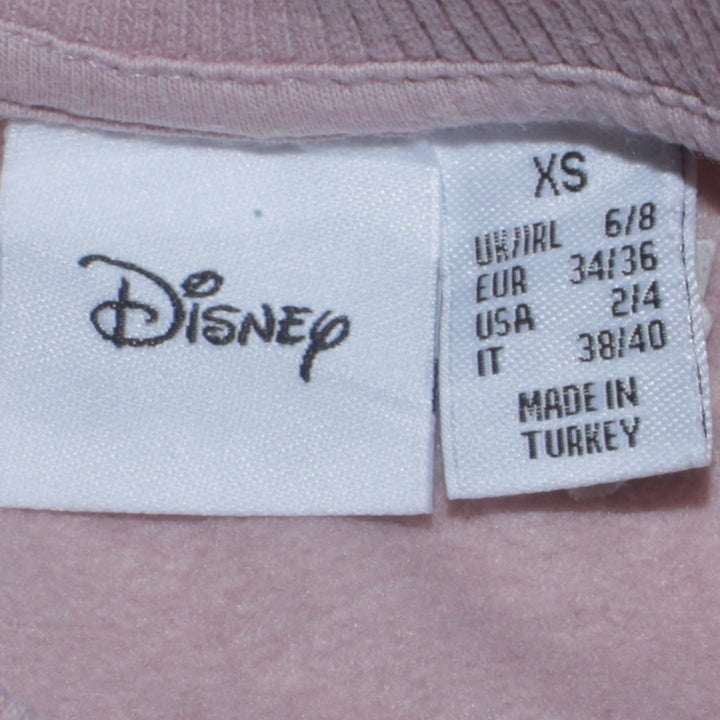 Disney
XS
UK/IRL 6/8
EUR 34/36
USA 2/4
IT 38/40
MADE IN
TURKEY